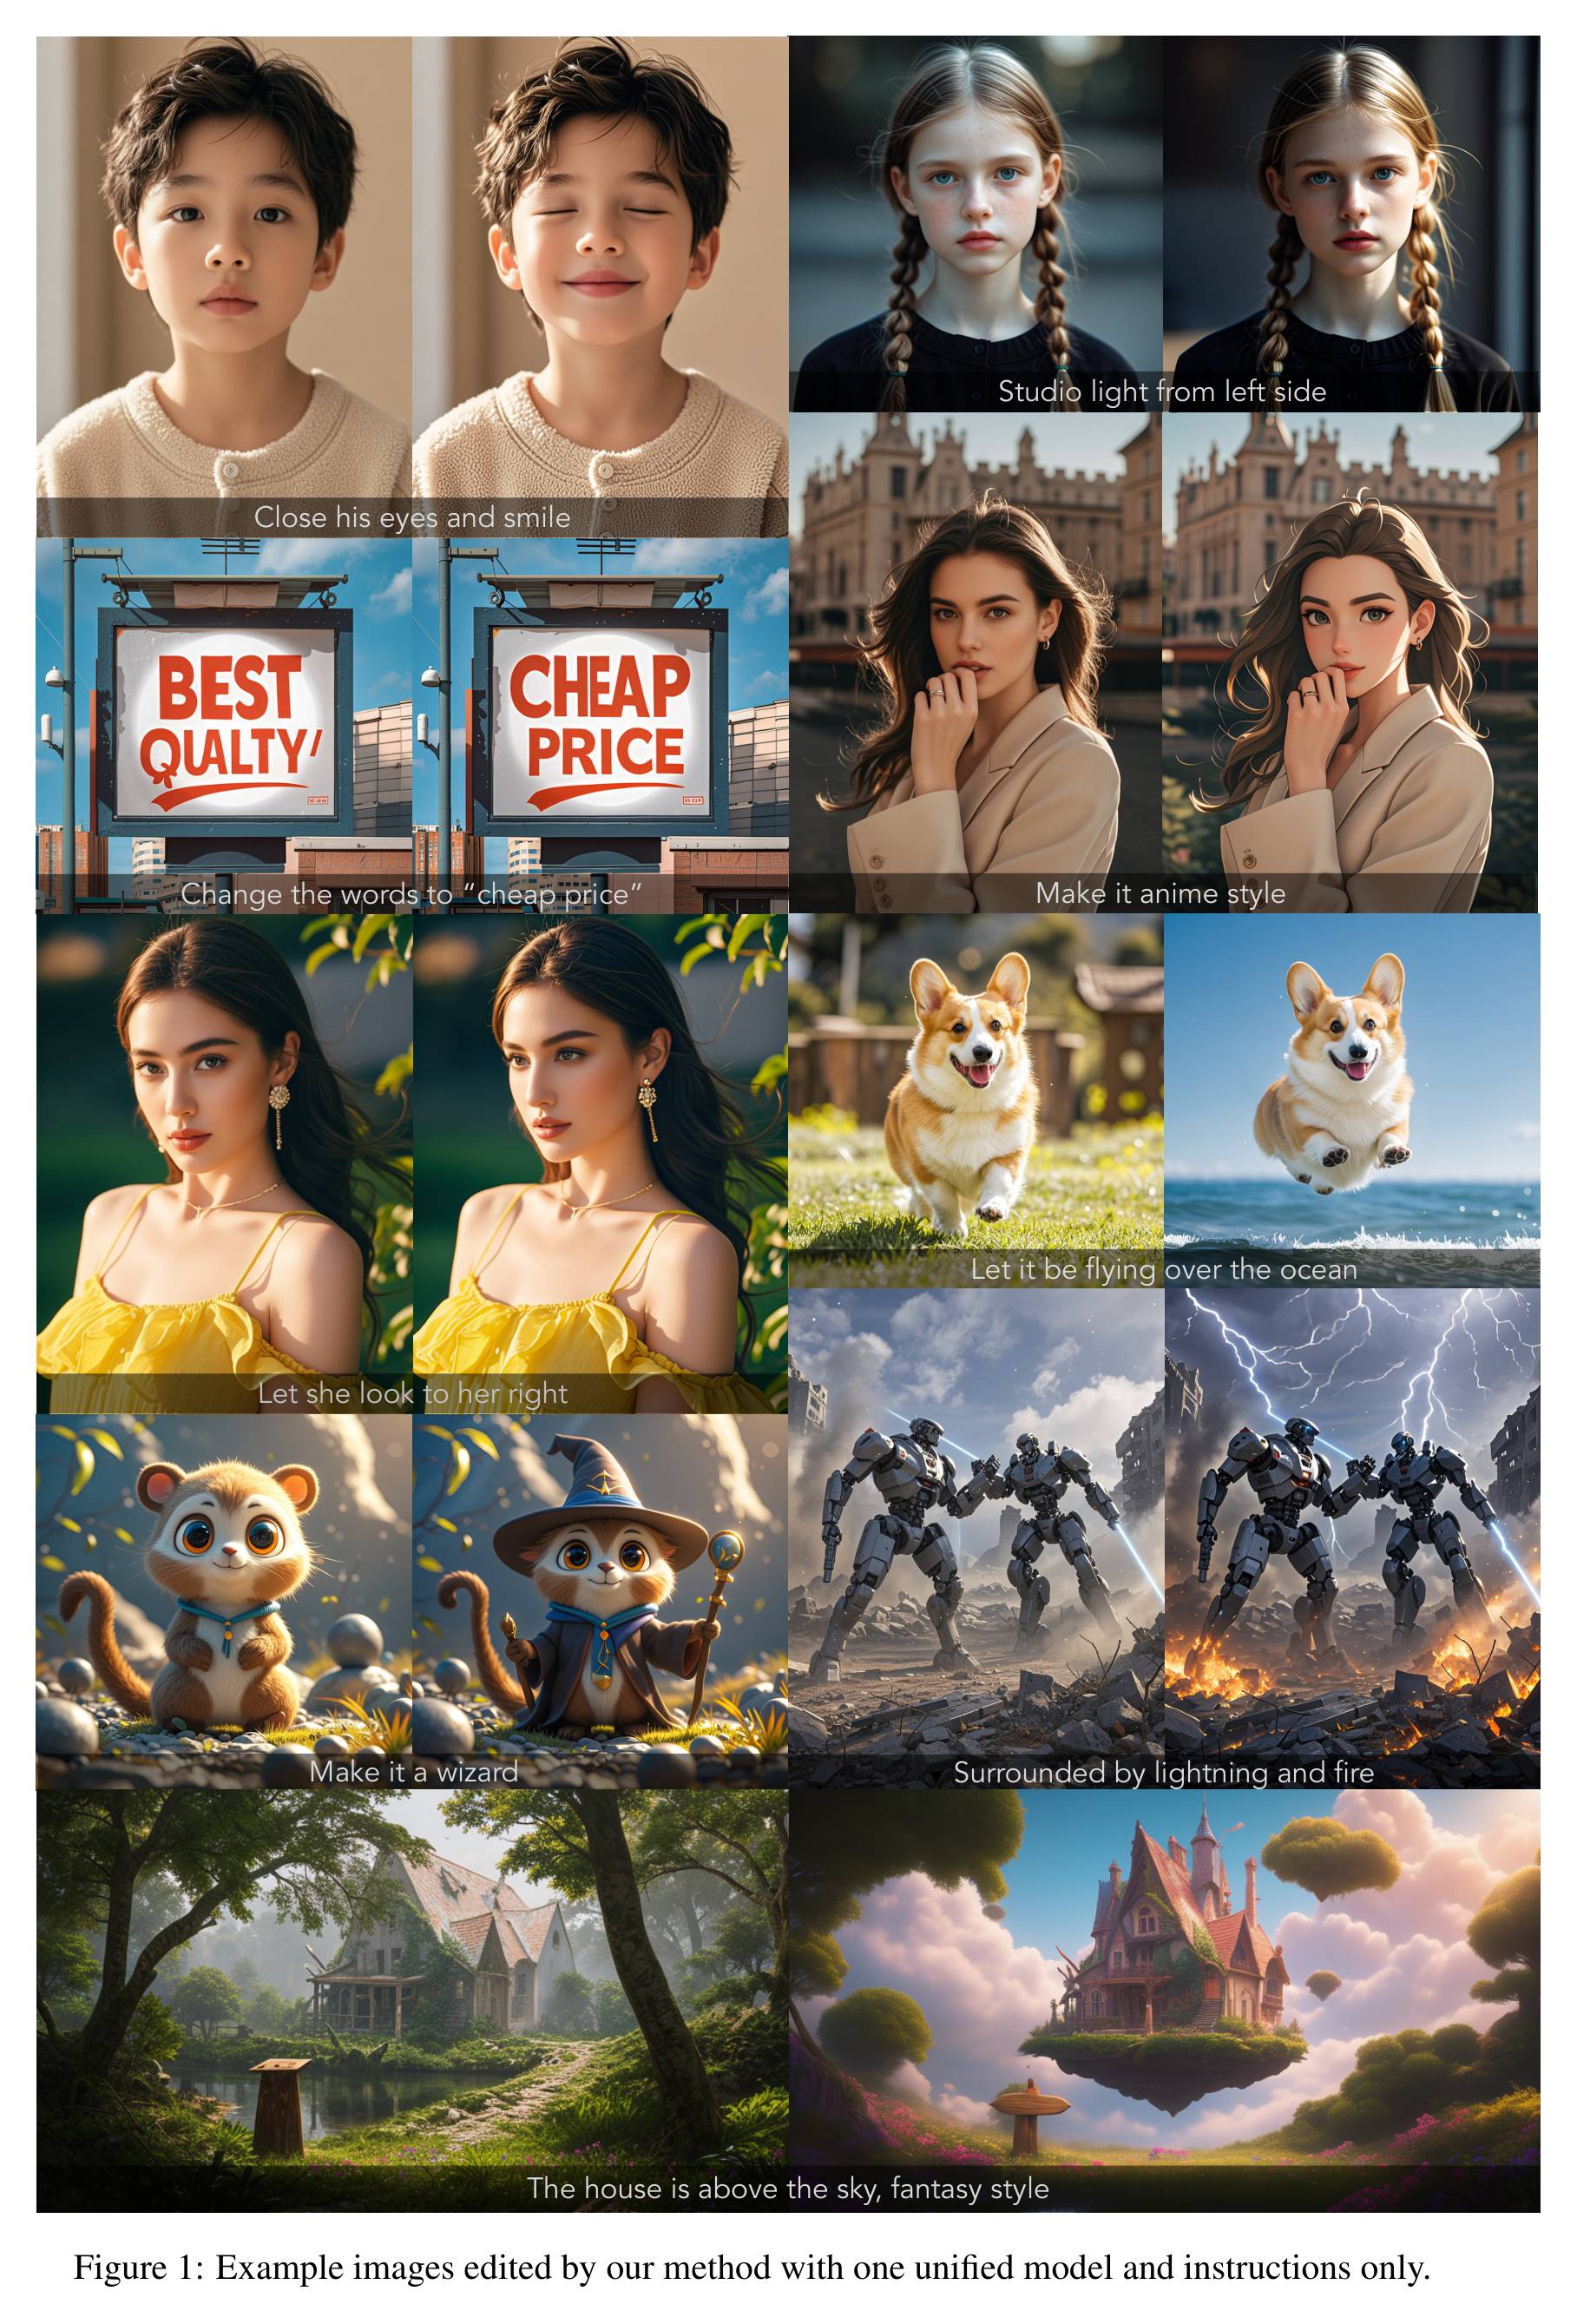 Close his eyes and smile
Studio light from left side
BEST
QUALTY'
CHEAP
PRICE
Change the words to “cheap price”
Make it anime style
Let she look to her right
Let it be flying over the ocean
Make it a wizard
Surrounded by lightning and fire
The house is above the sky, fantasy style
Figure 1: Example images edited by our method with one unified model and instructions only.